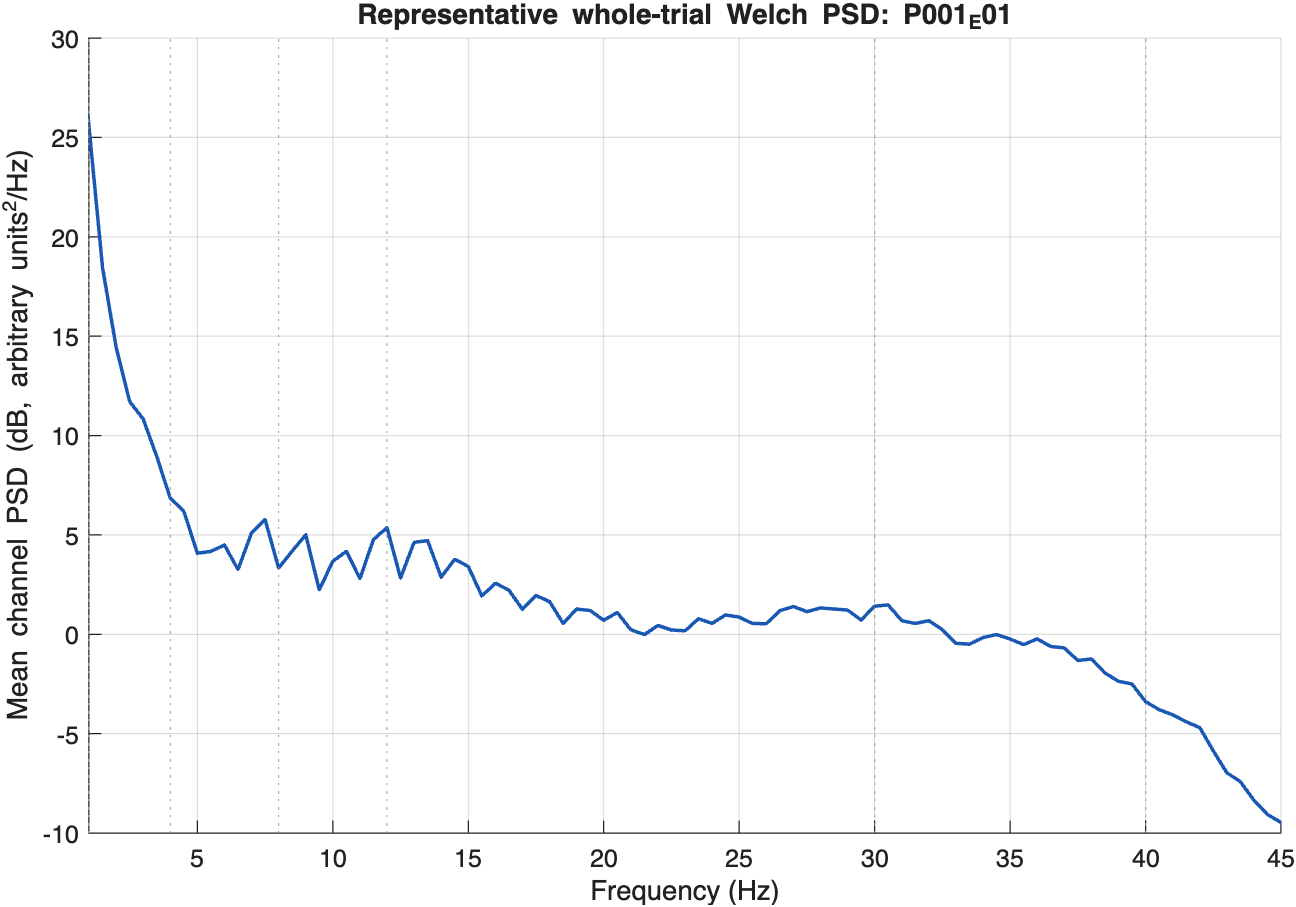 Representative whole-trial Welch PSD: P001E01
Mean channel PSD (dB, arbitrary units²/Hz)
30
25
20
15
10
5
0
-5
-10
5 10 15 20 25 30 35 40 45
Frequency (Hz)